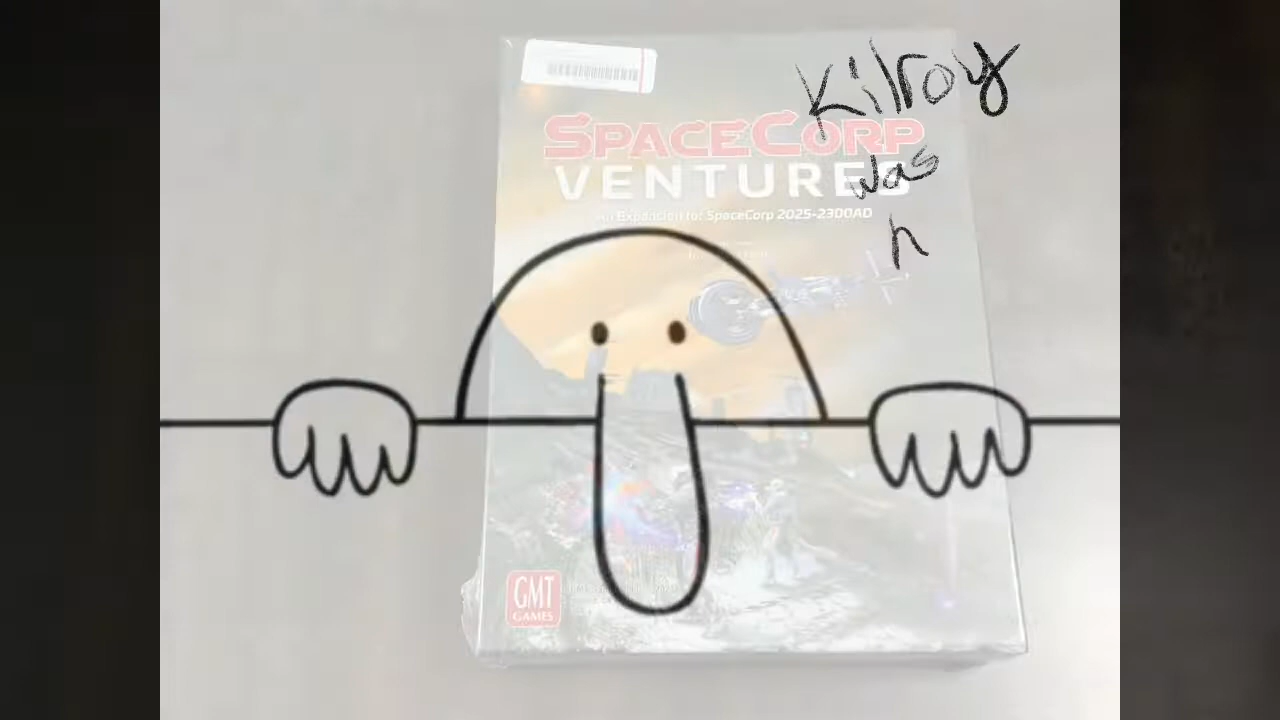 Kilroy
was
h
SPACECORP
VENTURES
An Expansion for SpaceCorp 2025-2300AD
GMT
GAMES